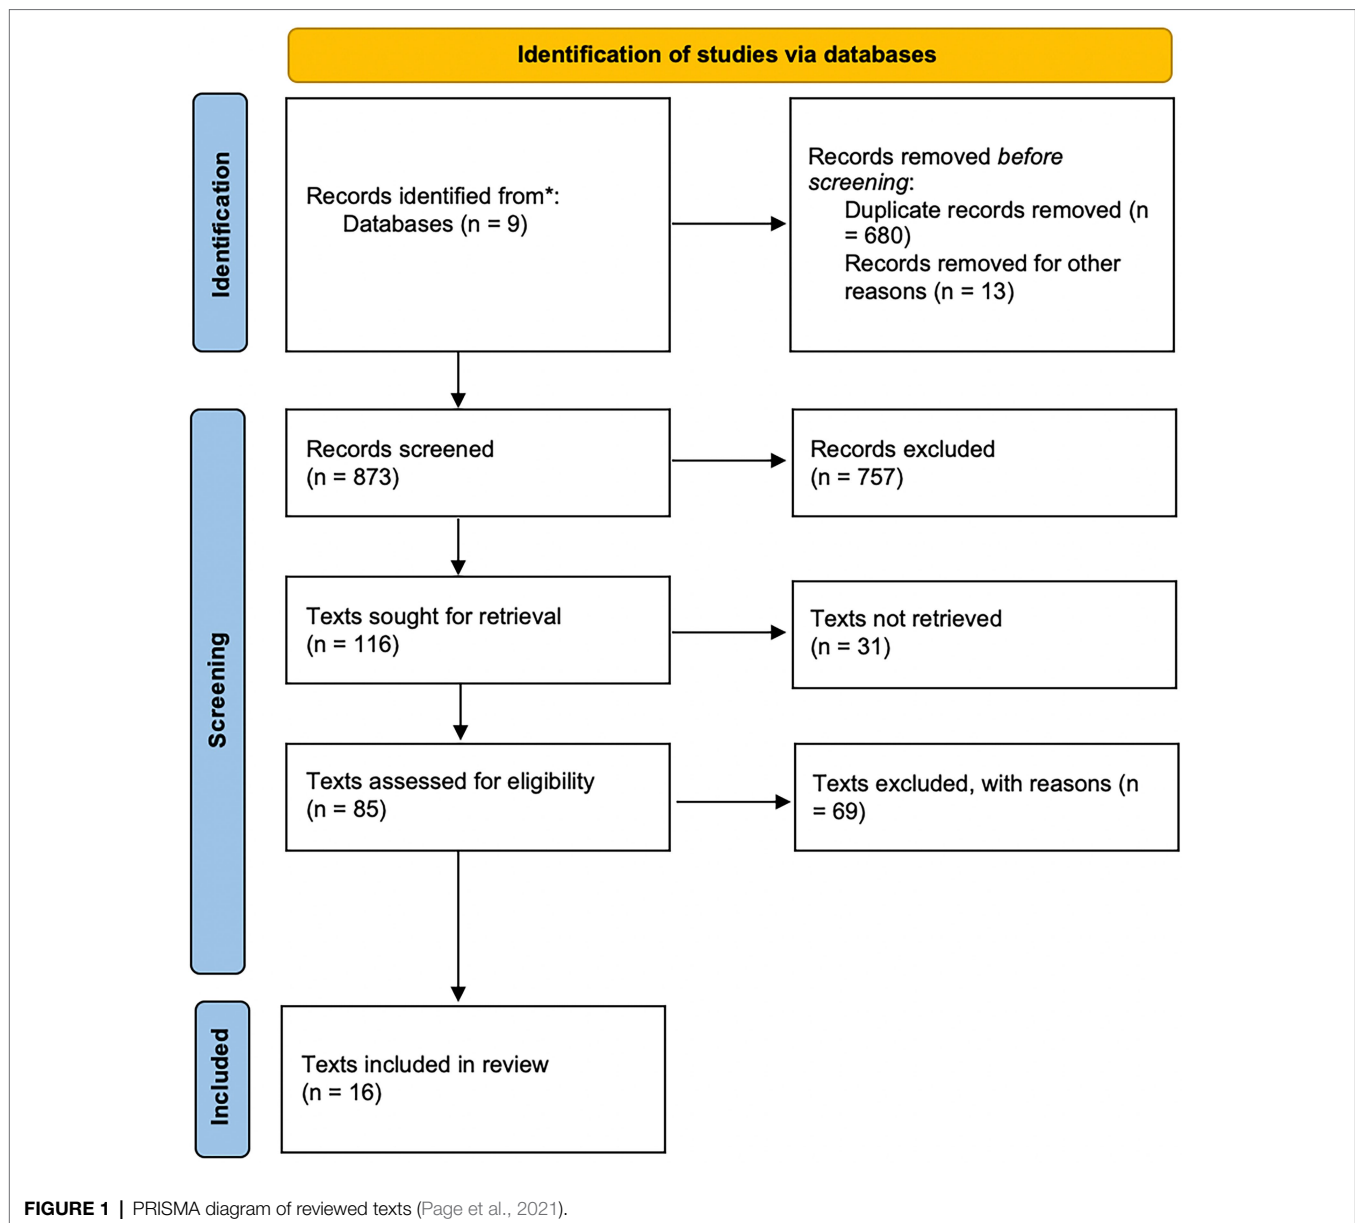 Identification of studies via databases
Identification
Records identified from*:
Databases (n = 9)
Records removed before
screening:
Duplicate records removed (n
= 680)
Records removed for other
reasons (n = 13)
Screening
Records screened
(n = 873)
Records excluded
(n = 757)
Texts sought for retrieval
(n = 116)
Texts not retrieved
(n = 31)
Texts assessed for eligibility
(n = 85)
Texts excluded, with reasons (n
= 69)
Included
Texts included in review
(n = 16)
FIGURE 1 | PRISMA diagram of reviewed texts (Page et al., 2021).